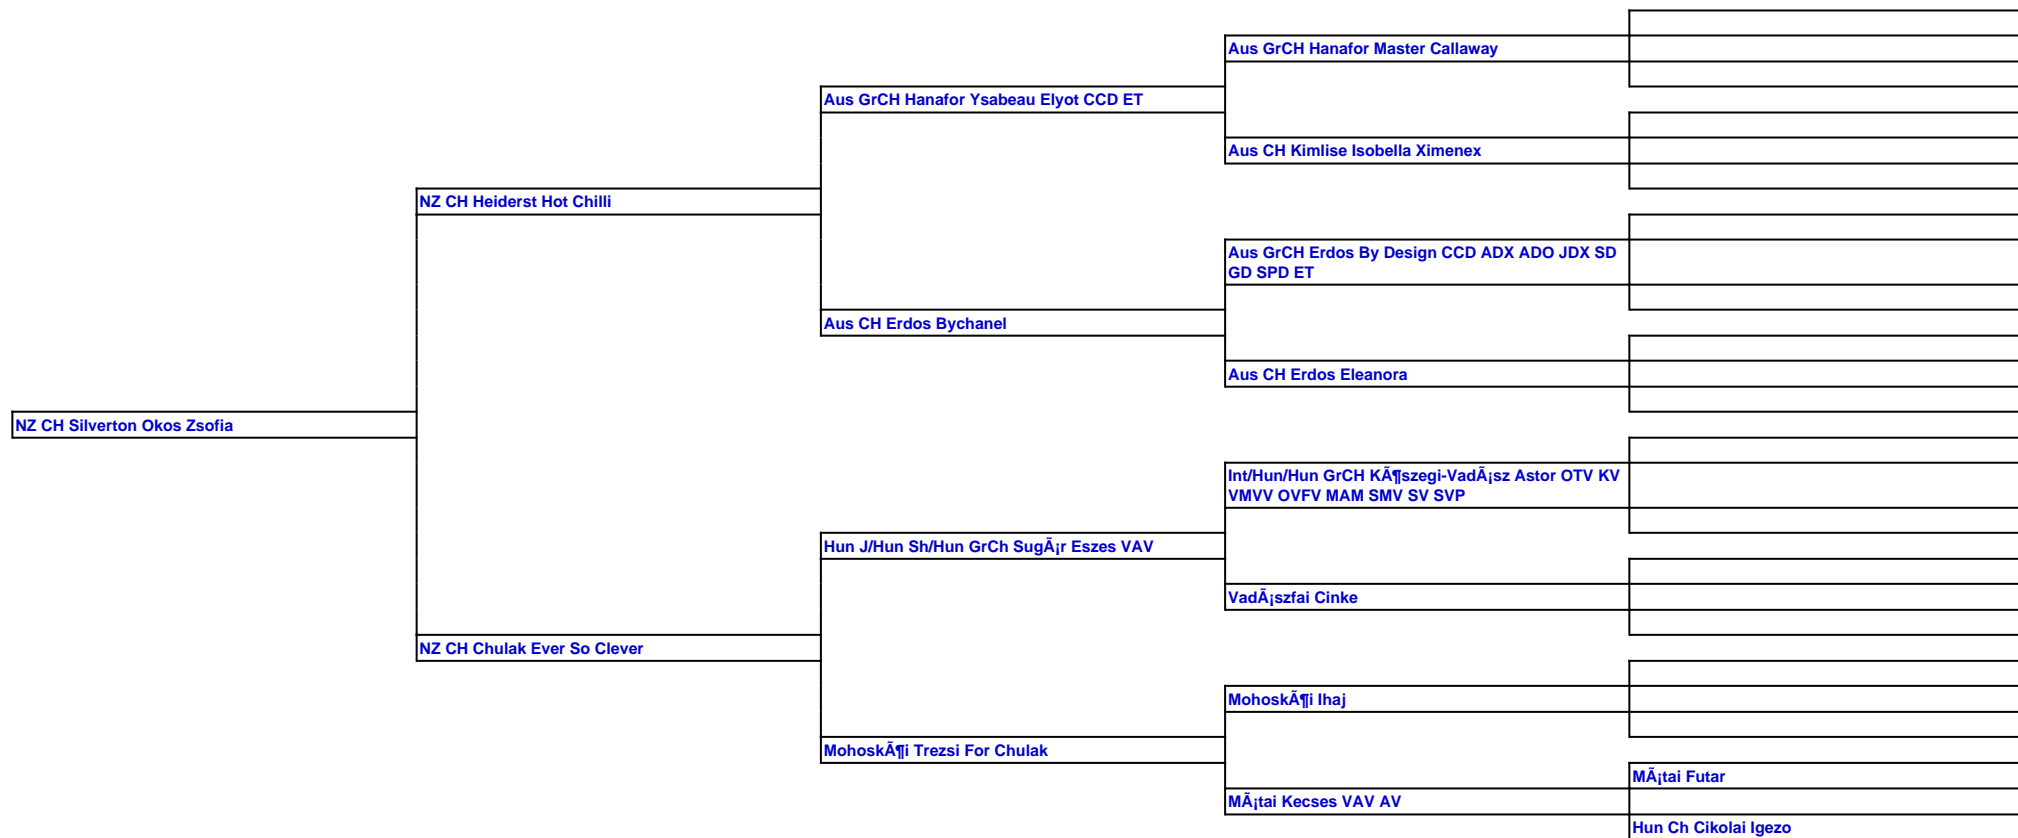 Aus GrCH Hanafor Master Callaway
Aus GrCH Hanafor Ysabeau Elyot CCD ET
Aus CH Kimlise Isobella Ximenex
NZ CH Heiderst Hot Chilli
Aus GrCH Erdos By Design CCD ADX ADO JDX SD
GD SPD ET
Aus CH Erdos Bychanel
Aus CH Erdos Eleanora
NZ CH Silverton Okos Zsofia
Int/Hun/Hun GrCH KÃ¶szegi-VadÃ¡sz Astor OTV KV
VMVV OVFV MAM SMV SV SVP
Hun J/Hun Sh/Hun GrCh SugÃ¡r Eszes VAV
VadÃ¡szfai Cinke
NZ CH Chulak Ever So Clever
MohoskÃ¶i Ihaj
MohoskÃ¶i Trezsi For Chulak
MÃ¡tai Futar
MÃ¡tai Kecses VAV AV
Hun Ch Cikolai Igezo